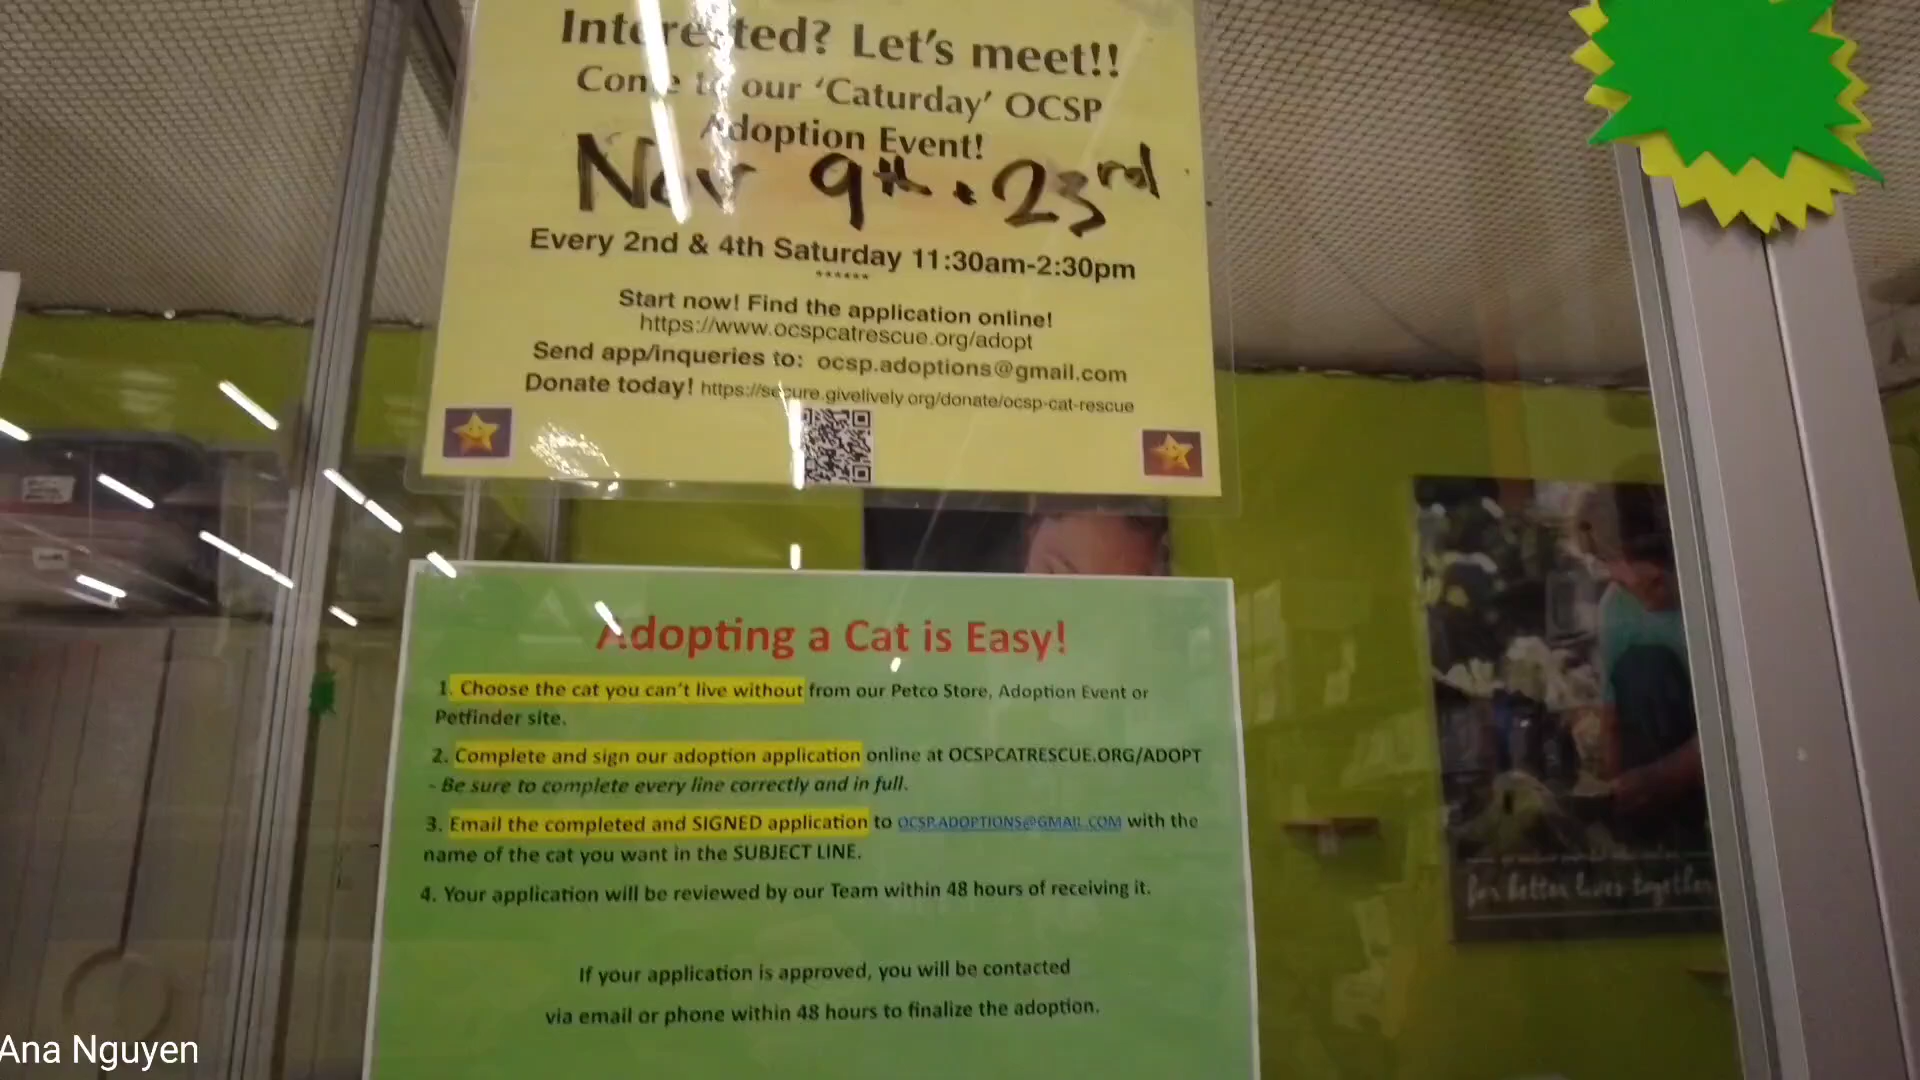 Interested? Let's meet!!
Come to our 'Caturday' OCSP
Adoption Event!
Nov 9th • 23rd
Every 2nd & 4th Saturday 11:30am-2:30pm
******
Start now! Find the application online!
https://www.ocspcatrescue.org/adopt
Send app/inqueries to: ocsp.adoptions@gmail.com
Donate today! https://secure.givelively.org/donate/ocsp-cat-rescue
Adopting a Cat is Easy!
1. Choose the cat you can't live without from our Petco Store, Adoption Event or
Petfinder site.
2. Complete and sign our adoption application online at OCSPCATRESCUE.ORG/ADOPT
- Be sure to complete every line correctly and in full.
3. Email the completed and SIGNED application to OCSP.ADOPTIONS@GMAIL.COM with the
name of the cat you want in the SUBJECT LINE.
4. Your application will be reviewed by our Team within 48 hours of receiving it.
If your application is approved, you will be contacted
via email or phone within 48 hours to finalize the adoption.
for better lives together
Ana Nguyen